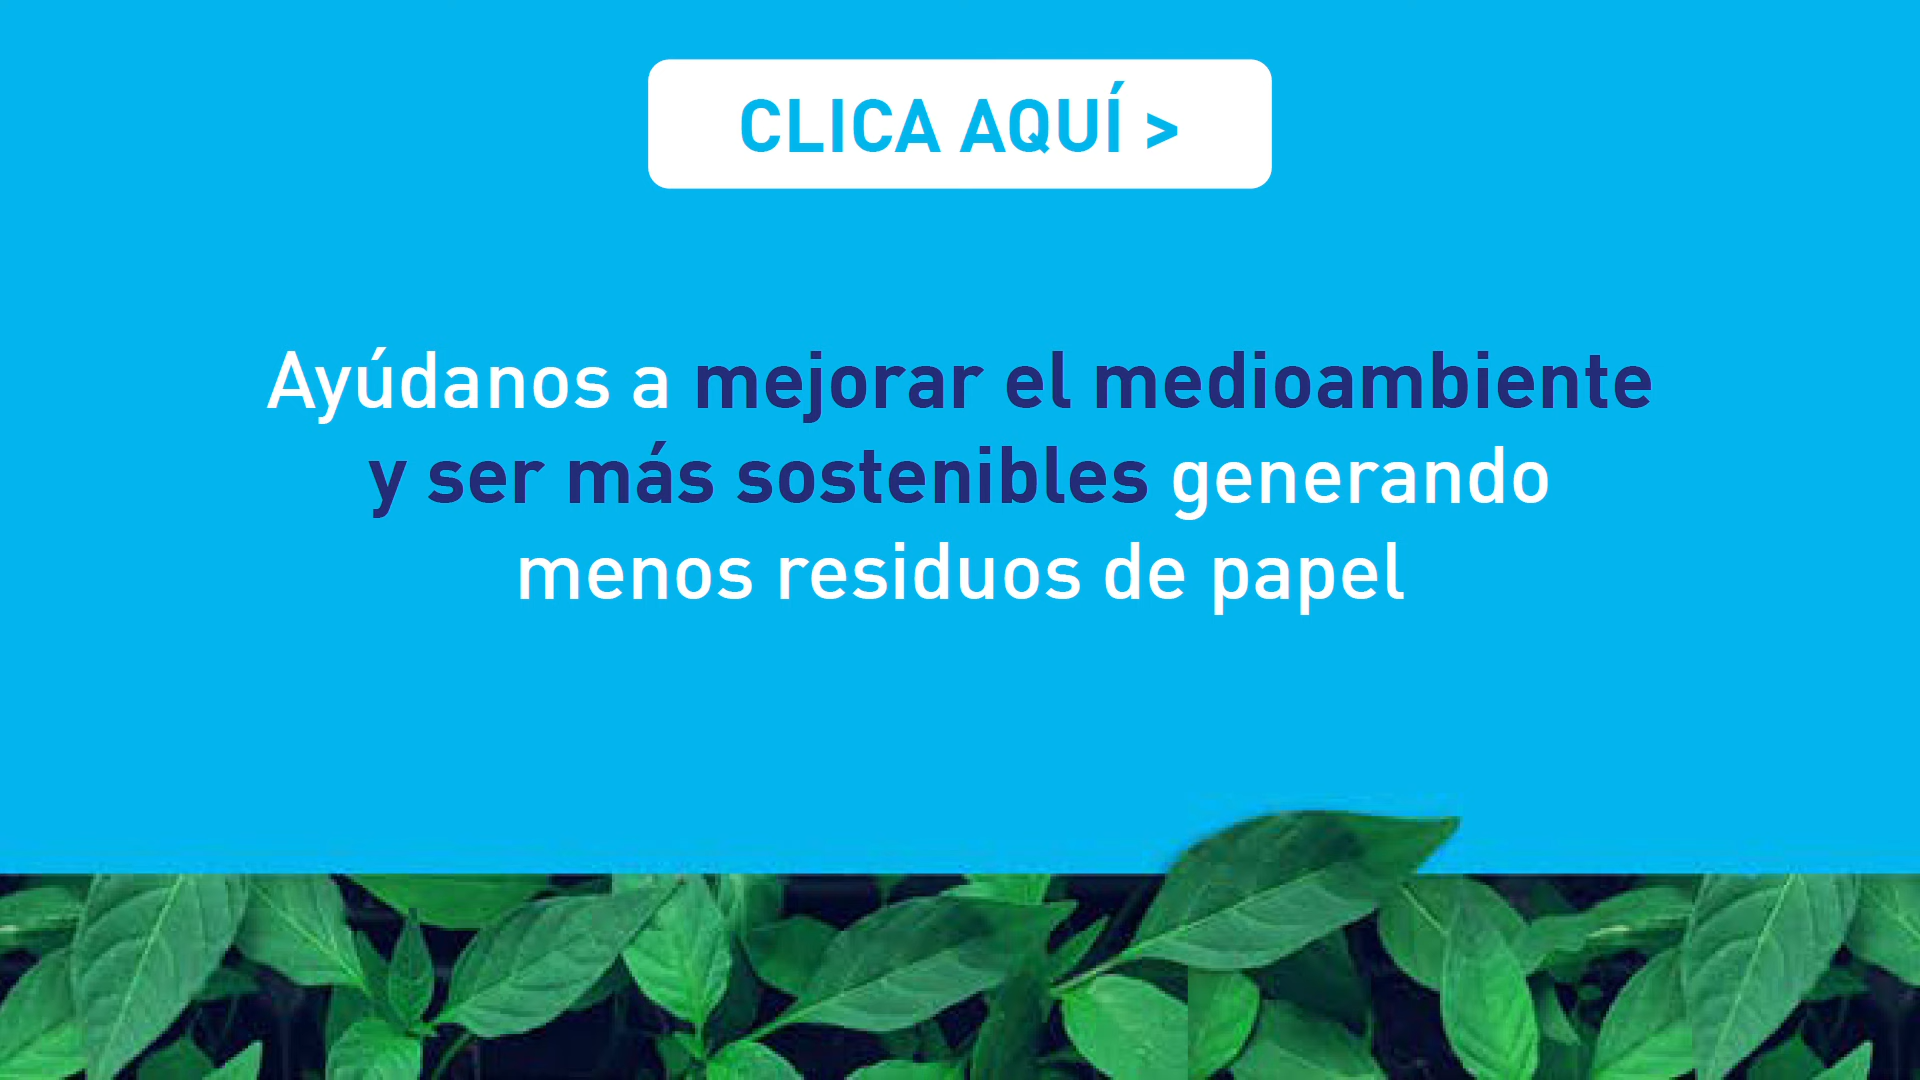 CLICA AQUÍ >
Ayúdanos a mejorar el medioambiente
y ser más sostenibles generando
menos residuos de papel